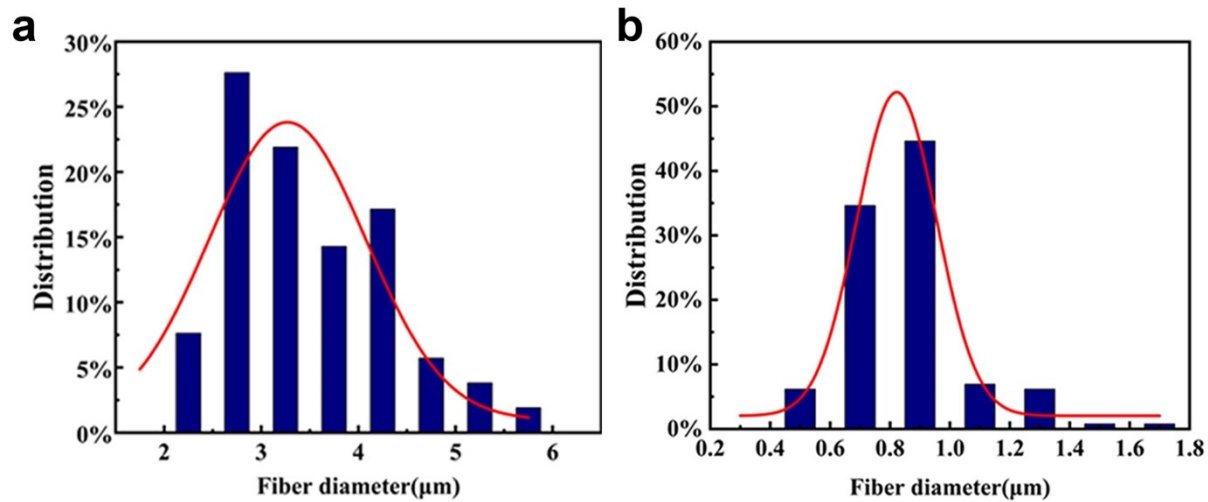 a
30%
25%
20%
15%
10%
5%
0%
Distribution
2 3 4 5 6
Fiber diameter(μm)
b
60%
50%
40%
30%
20%
10%
0%
Distribution
0.2 0.4 0.6 0.8 1.0 1.2 1.4 1.6 1.8
Fiber diameter(μm)